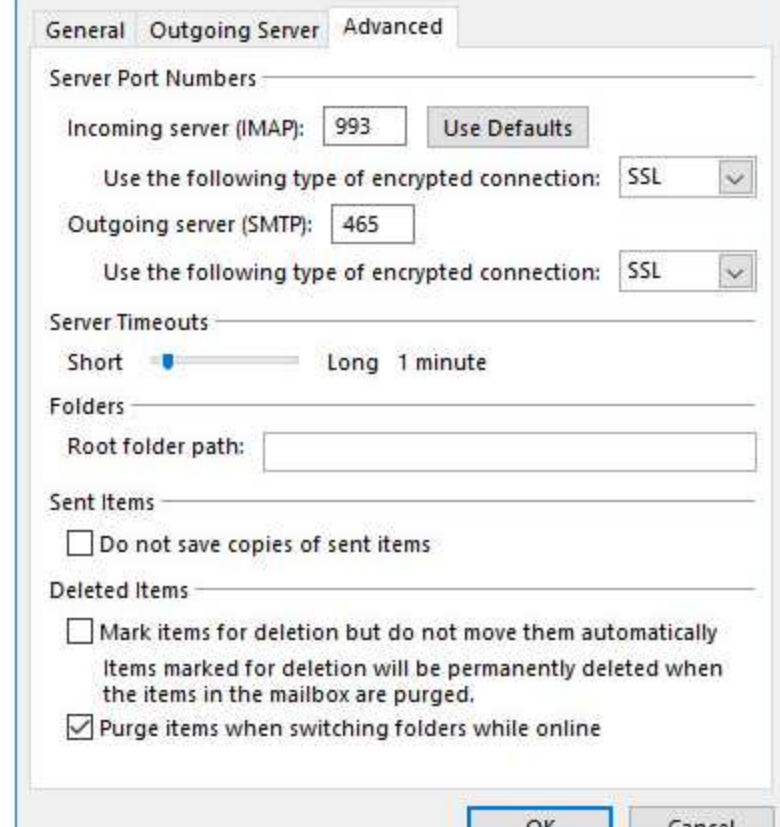 General Outgoing Server Advanced
Server Port Numbers
Incoming server (IMAP): 993 Use Defaults
Use the following type of encrypted connection: SSL
Outgoing server (SMTP): 465
Use the following type of encrypted connection: SSL
Server Timeouts
Short Long 1 minute
Folders
Root folder path:
Sent Items
Do not save copies of sent items
Deleted Items
Mark items for deletion but do not move them automatically
Items marked for deletion will be permanently deleted when
the items in the mailbox are purged.
Purge items when switching folders while online
OK Cancel